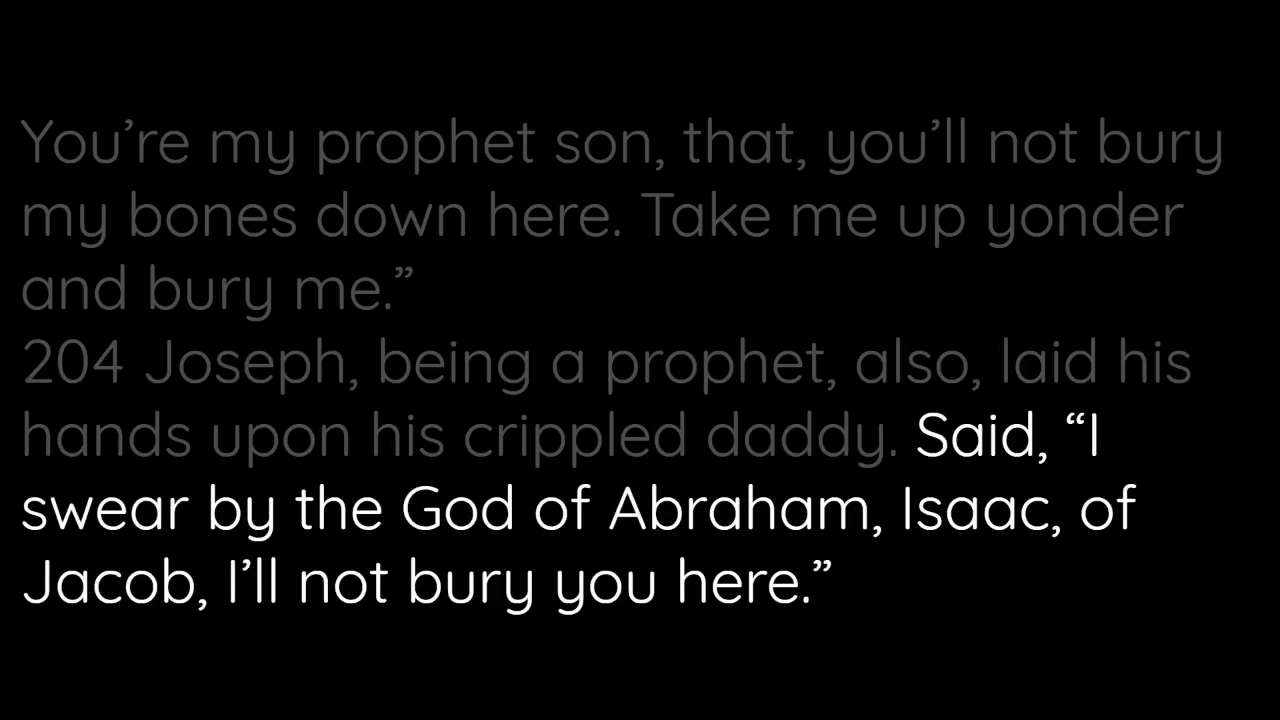 You’re my prophet son, that, you’ll not bury
my bones down here. Take me up yonder
and bury me.”
204 Joseph, being a prophet, also, laid his
hands upon his crippled daddy. Said, “I
swear by the God of Abraham, Isaac, of
Jacob, I’ll not bury you here.”